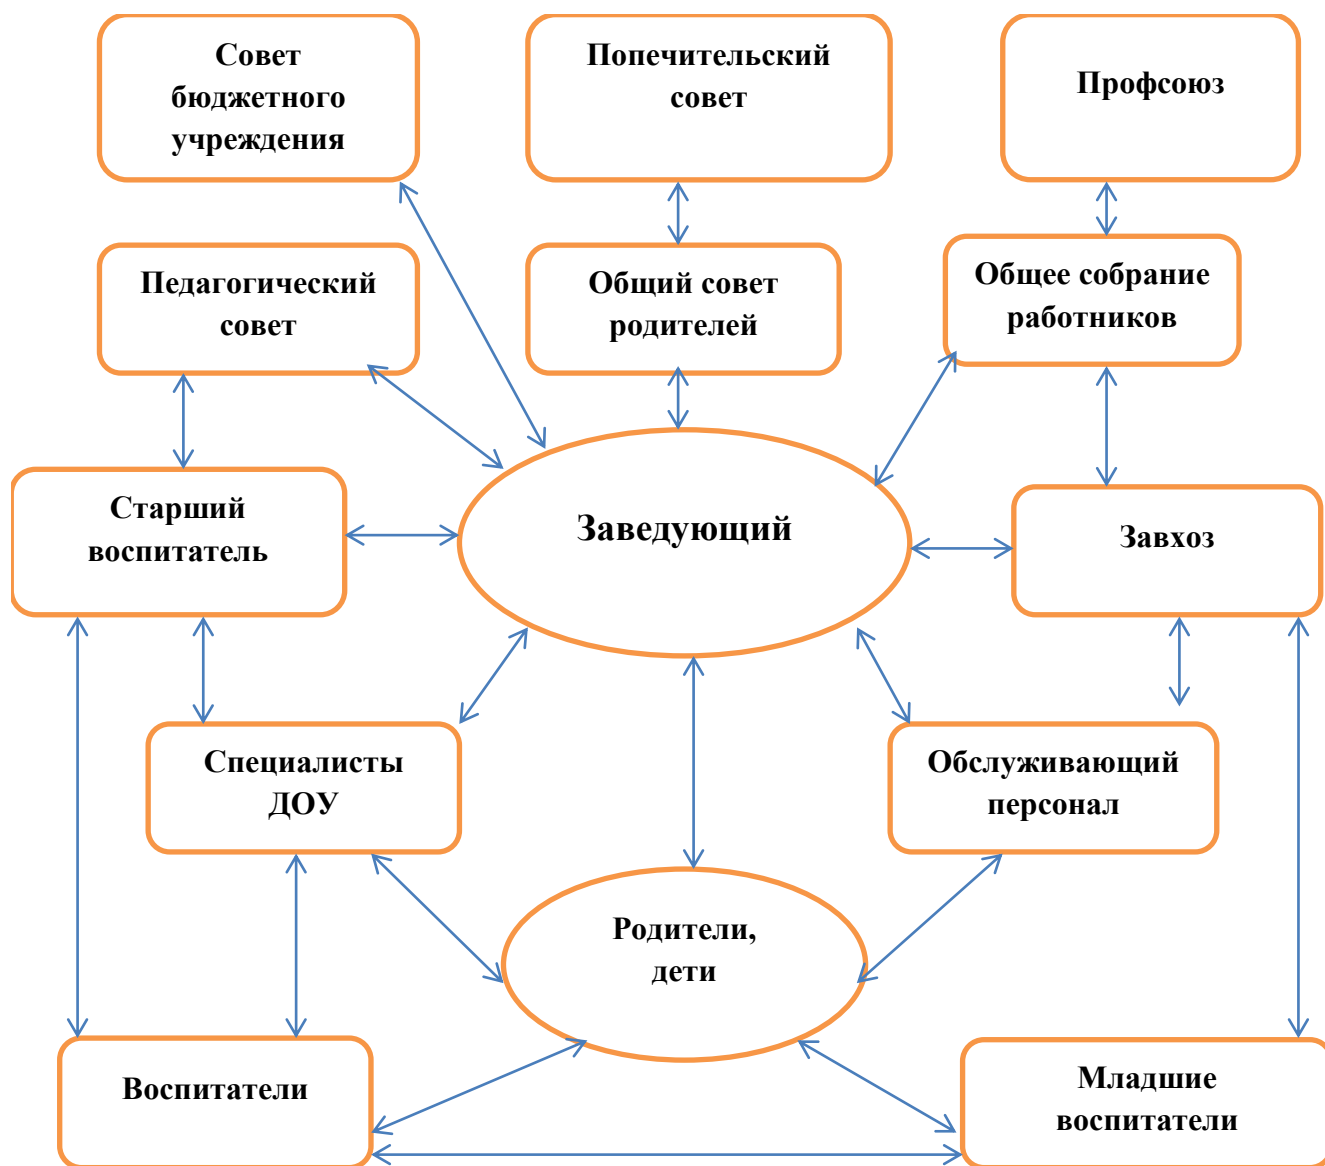 Совет
бюджетного
учреждения
Попечительский
совет
Профсоюз
Педагогический
совет
Общий совет
родителей
Общее собрание
работников
Старший
воспитатель
Заведующий
Завхоз
Специалисты
ДОУ
Обслуживающий
персонал
Родители,
дети
Воспитатели
Младшие
воспитатели